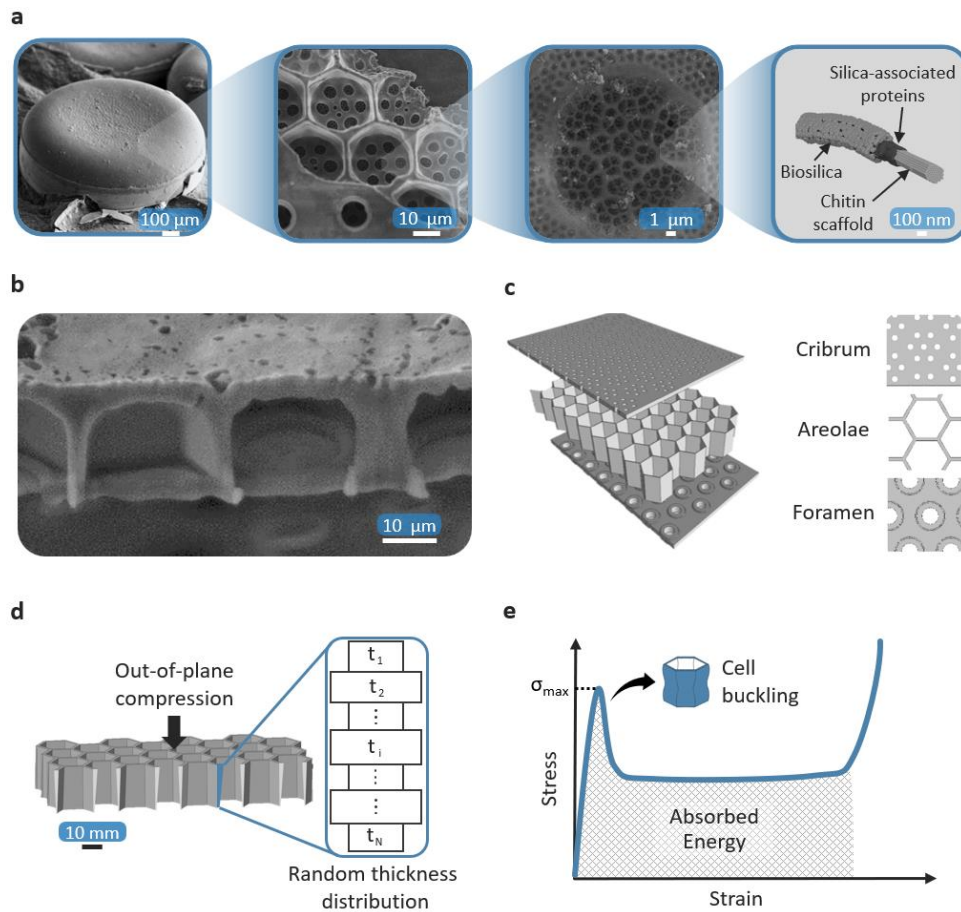 a
Silica-associated
proteins
Biosilica
Chitin
scaffold
100 μm
10 μm
1 μm
100 nm
b
10 μm
c
Cribrum
Areolae
Foramen
d
Out-of-plane
compression
10 mm
t1
t2
⋮
ti
⋮
⋮
tN
Random thickness
distribution
e
σmax
Cell
buckling
Stress
Absorbed
Energy
Strain